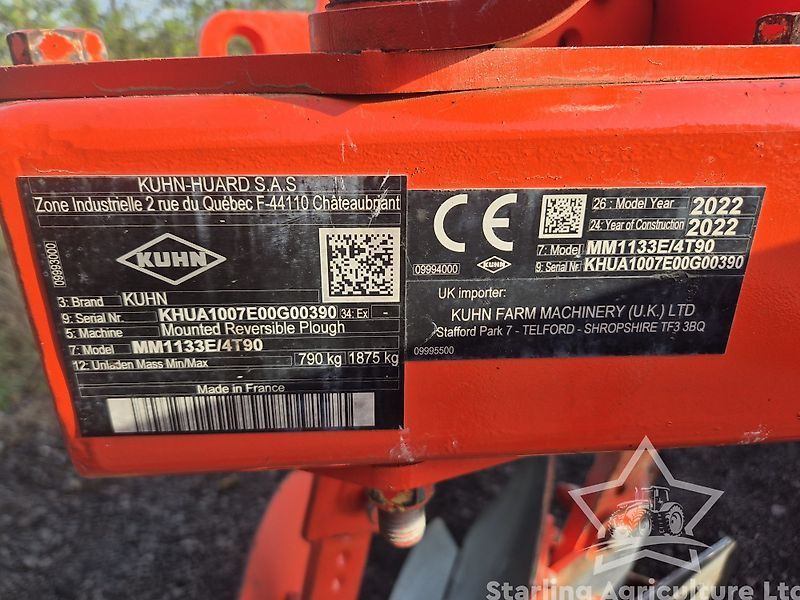 KUHN-HUARD S.A.S
Zone Industrielle 2 rue du Québec F-44110 Châteaubriant
09993000
KUHN
3: Brand KUHN
9: Serial Nr. KHUA1007E00G00390 34: Ex -
5: Machine Mounted Reversible Plough
7: Model MM1133E/4T90
12: Unladen Mass Min/Max 790 kg 1875 kg
Made in France
CE
09994000
KUHN
26 : Model Year 2022
24: Year of Construction 2022
7: Model MM1133E/4T90
9: Serial Nr. KHUA1007E00G00390
UK importer:
KUHN FARM MACHINERY (U.K.) LTD
Stafford Park 7 - TELFORD - SHROPSHIRE TF3 3BQ
09995500
Starling Agriculture Ltd